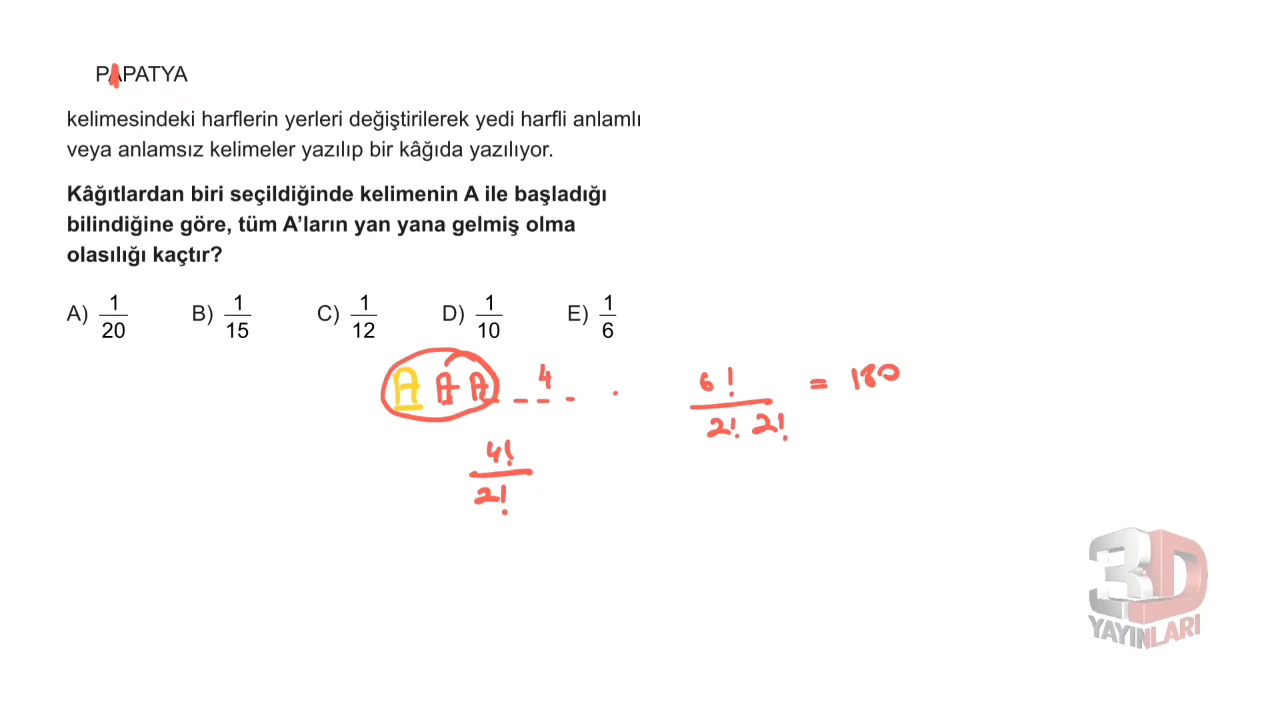 PAPATYA
kelimesindeki harflerin yerleri değiştirilerek yedi harfli anlamlı
veya anlamsız kelimeler yazılıp bir kâğıda yazılıyor.
Kâğıtlardan biri seçildiğinde kelimenin A ile başladığı
bilindiğine göre, tüm A’ların yan yana gelmiş olma
olasılığı kaçtır?
A) 1/20 B) 1/15 C) 1/12 D) 1/10 E) 1/6
A A A 4
6! / 2! 2! = 180
4! / 2!
3D
YAYINLARI